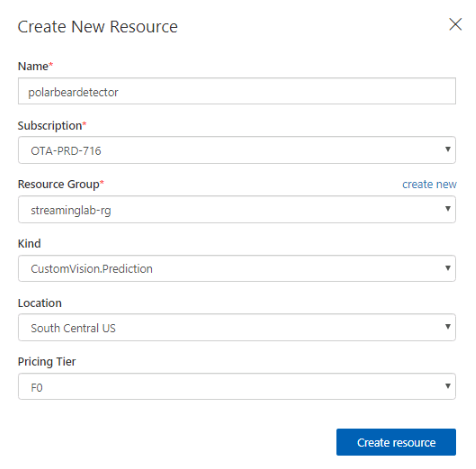 Create New Resource
Name*
polarbeardetector
Subscription*
OTA-PRD-716
Resource Group* create new
streaminglab-rg
Kind
CustomVision.Prediction
Location
South Central US
Pricing Tier
F0
Create resource